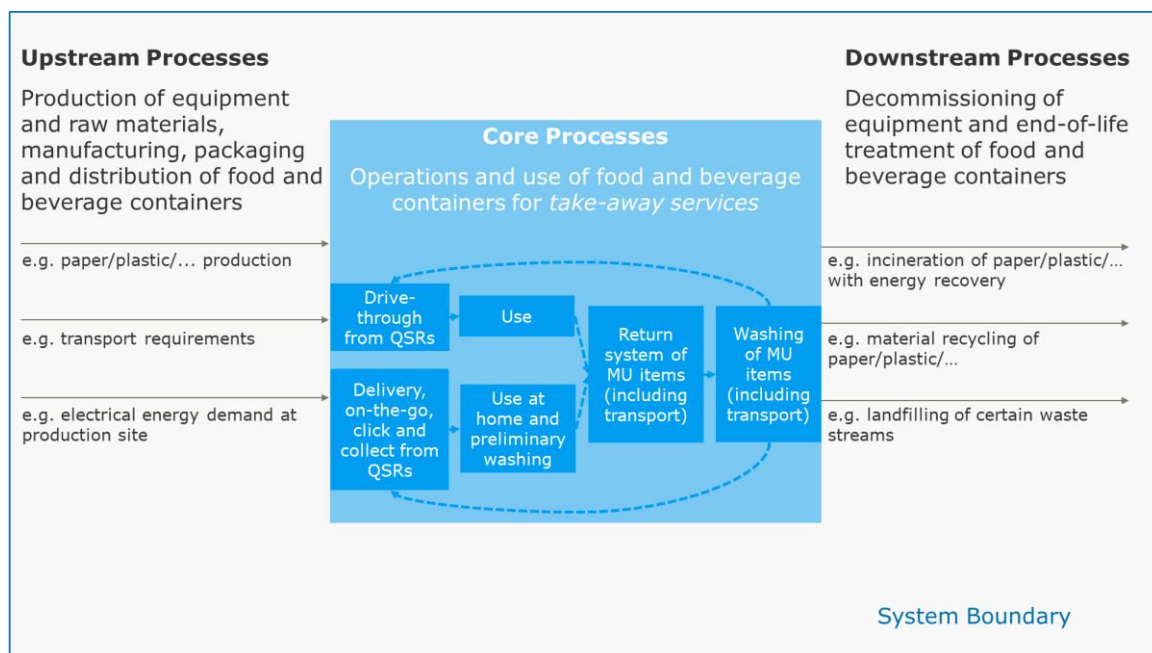 Upstream Processes
Production of equipment
and raw materials,
manufacturing, packaging
and distribution of food and
beverage containers
e.g. paper/plastic/... production
e.g. transport requirements
e.g. electrical energy demand at
production site
Core Processes
Operations and use of food and beverage
containers for take-away services
Drive-
through
from QSRs
Use
Delivery,
on-the-go,
click and
collect from
QSRs
Use at
home and
preliminary
washing
Return
system of
MU items
(including
transport)
Washing
of MU
items
(including
transport)
Downstream Processes
Decommissioning of
equipment and end-of-life
treatment of food and
beverage containers
e.g. incineration of paper/plastic/...
with energy recovery
e.g. material recycling of
paper/plastic/...
e.g. landfilling of certain waste
streams
System Boundary